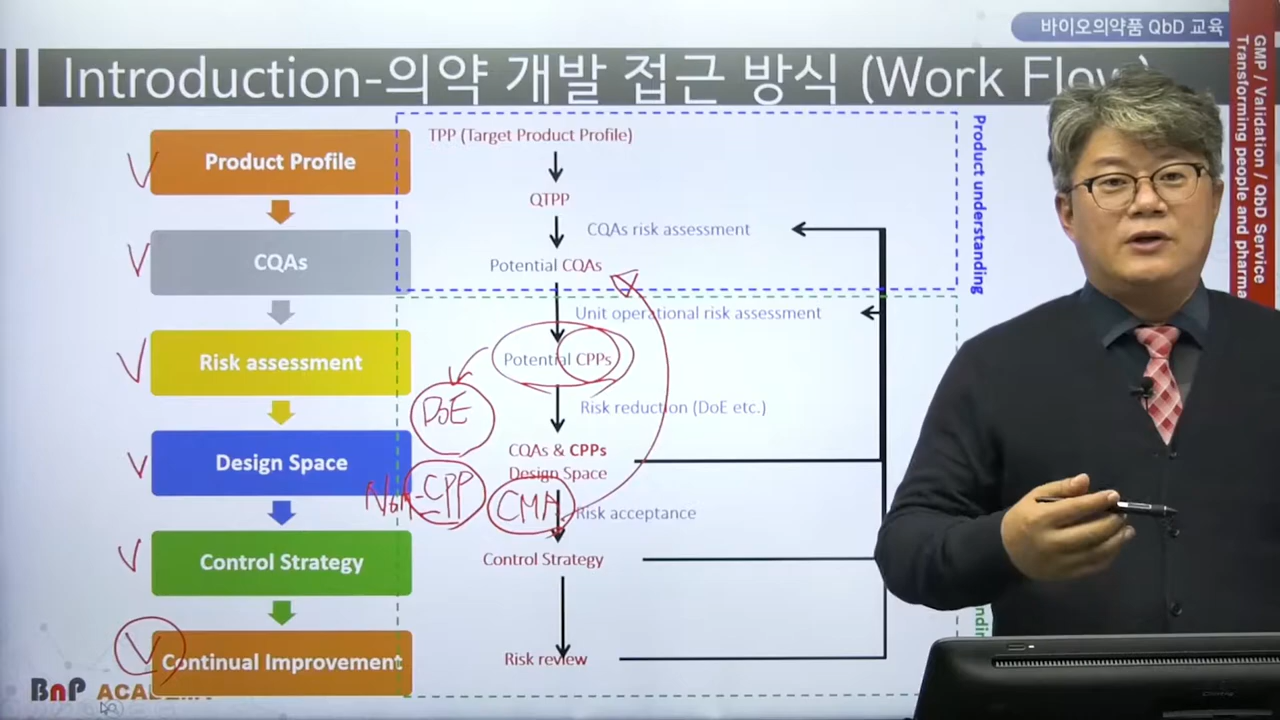 바이오의약품 QbD 교육
Introduction-의약 개발 접근 방식 (Work Flow)
GMP / Validation / QbD Service
Transforming people and pharma
Product Profile
CQAs
Risk assessment
Design Space
Control Strategy
Continual Improvement
TPP (Target Product Profile)
QTPP
CQAs risk assessment
Potential CQAs
Product understanding
Unit operational risk assessment
Potential CPPs
DoE
Risk reduction (DoE etc.)
CQAs & CPPs
Design Space
Non-CPP
CMA
Risk acceptance
Control Strategy
Risk review
BnP ACADEMY